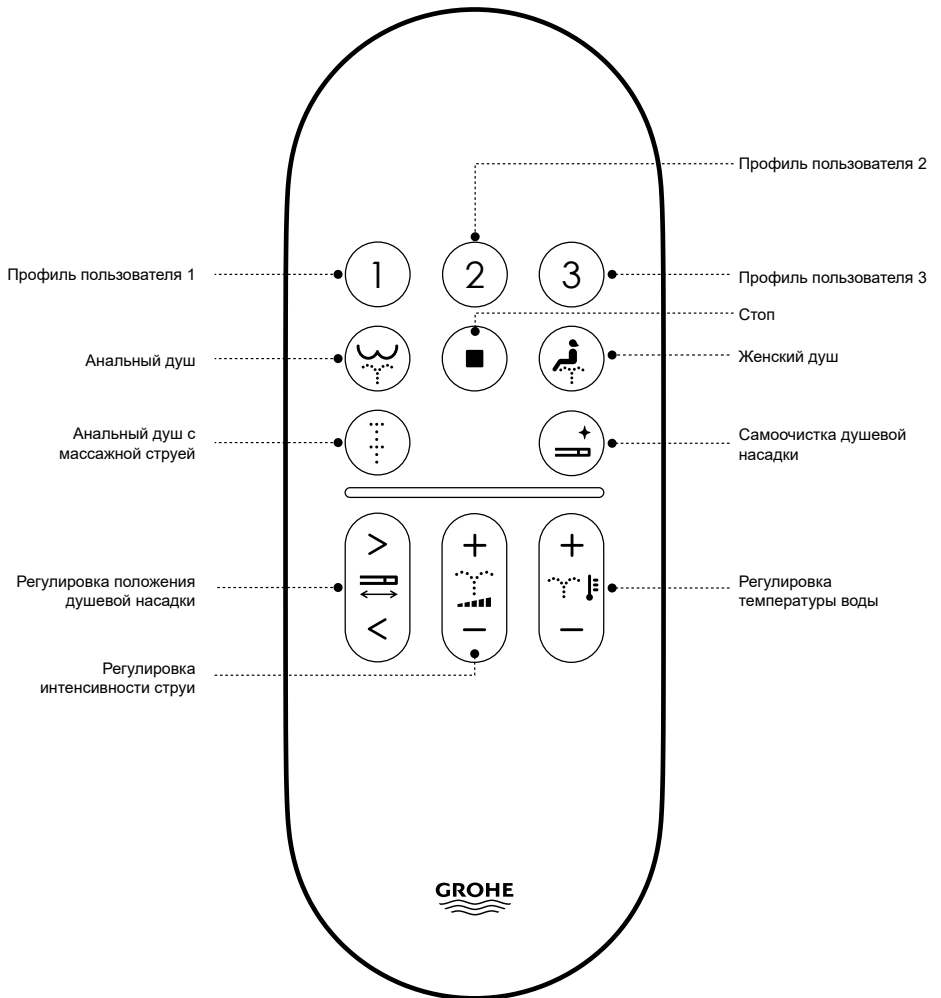 Профиль пользователя 2
Профиль пользователя 1
1
2
3
Профиль пользователя 3
Стоп
Анальный душ
Женский душ
Анальный душ с
массажной струей
Самоочистка душевой
насадки
>
+
+
Регулировка положения
душевой насадки
Регулировка
температуры воды
<
−
−
Регулировка
интенсивности струи
GROHE